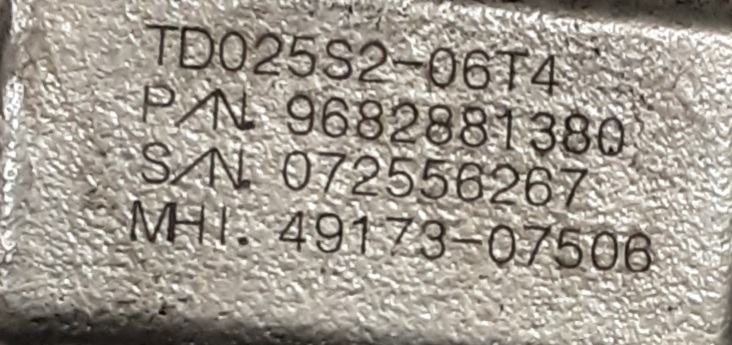 TD025S2-06T4
P/N. 9682881380
S/N. 072556267
MHI. 49173-07506